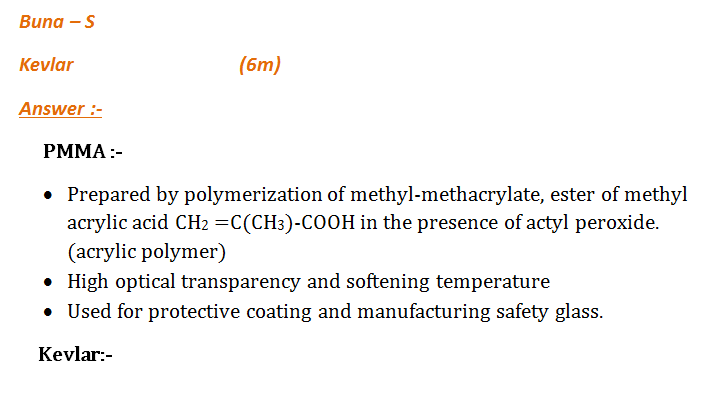 Buna – S
Kevlar (6m)
Answer :-
PMMA :-
• Prepared by polymerization of methyl-methacrylate, ester of methyl
acrylic acid CH2 =C(CH3)-COOH in the presence of actyl peroxide.
(acrylic polymer)
• High optical transparency and softening temperature
• Used for protective coating and manufacturing safety glass.
Kevlar:-